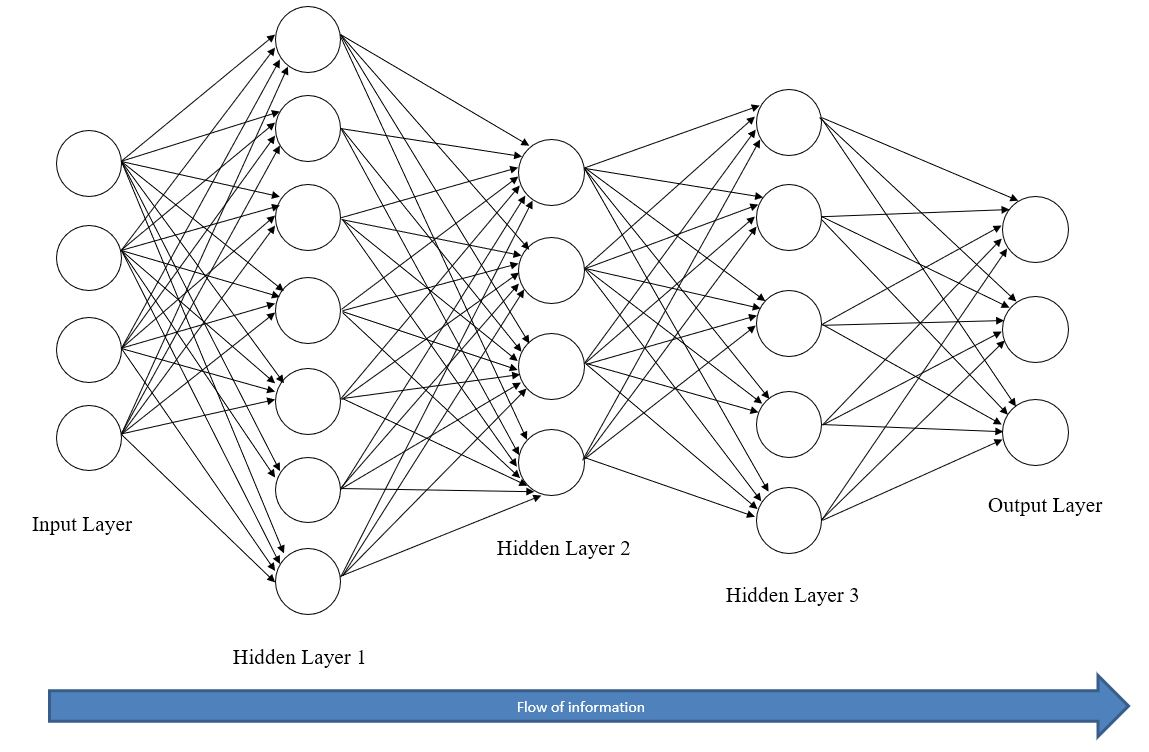 Input Layer
Hidden Layer 1
Hidden Layer 2
Hidden Layer 3
Output Layer
Flow of information